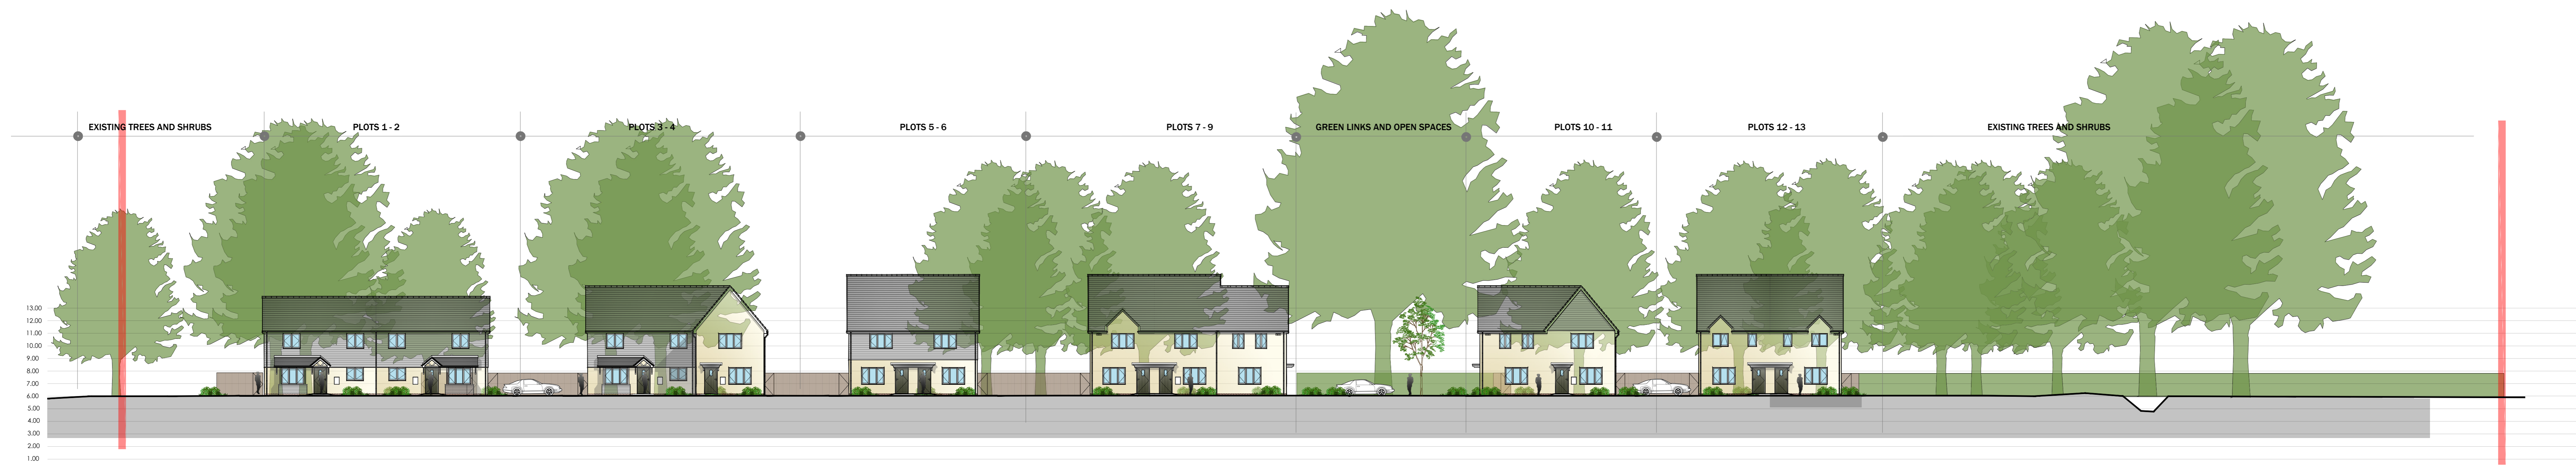 EXISTING TREES AND SHRUBS
PLOTS 1 - 2
PLOTS 3 - 4
PLOTS 5 - 6
PLOTS 7 - 9
GREEN LINKS AND OPEN SPACES
PLOTS 10 - 11
PLOTS 12 - 13
EXISTING TREES AND SHRUBS
13.00
12.00
11.00
10.00
9.00
8.00
7.00
6.00
5.00
4.00
3.00
2.00
1.00